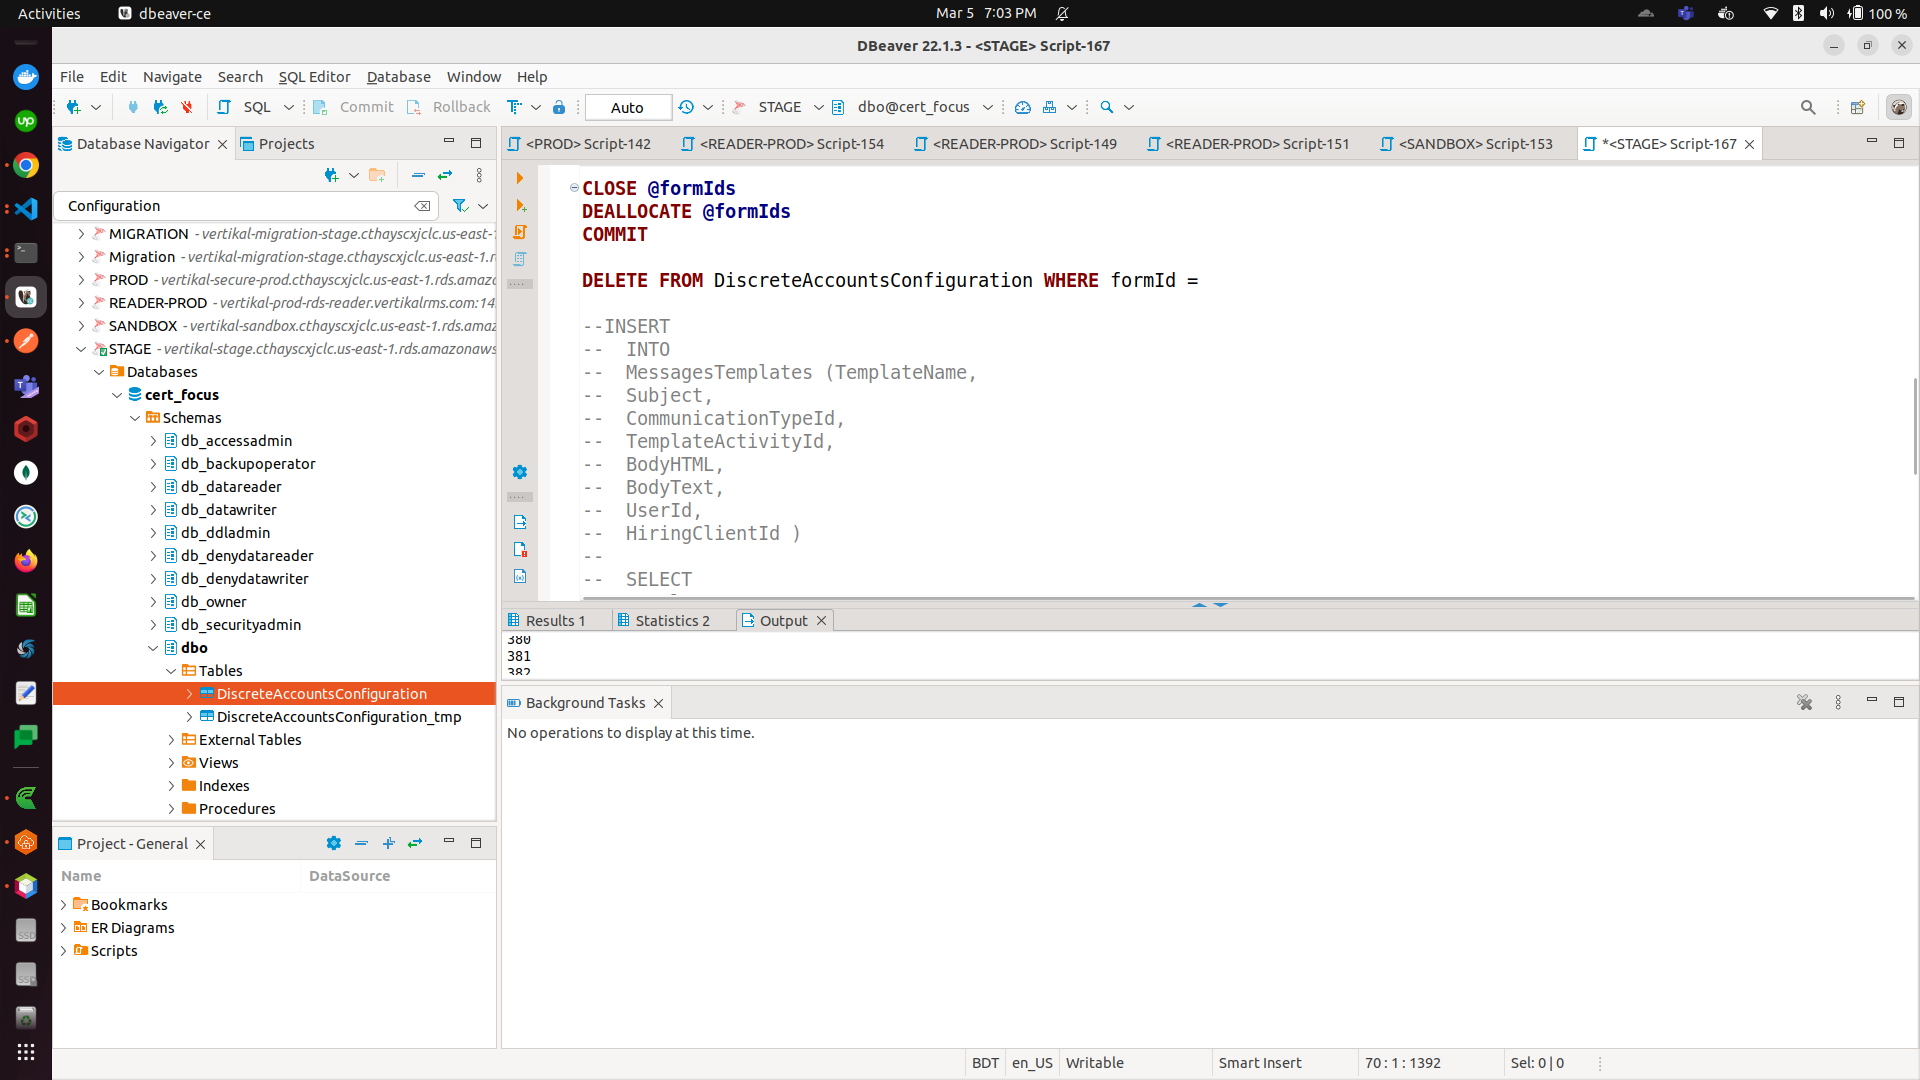 Activities
dbeaver-ce
Mar 5 7:03 PM
100 %
DBeaver 22.1.3 - <STAGE> Script-167
File Edit Navigate Search SQL Editor Database Window Help
SQL Commit Rollback Auto STAGE dbo@cert_focus
Database Navigator
Projects
Configuration
MIGRATION - vertikal-migration-stage.cthayscxjclc.us-east-1
Migration - vertikal-migration-stage.cthayscxjclc.us-east-1.r
PROD - vertikal-secure-prod.cthayscxjclc.us-east-1.rds.amazo
READER-PROD - vertikal-prod-rds-reader.vertikalrms.com:14
SANDBOX - vertikal-sandbox.cthayscxjclc.us-east-1.rds.amaz
STAGE - vertikal-stage.cthayscxjclc.us-east-1.rds.amazonaws
Databases
cert_focus
Schemas
db_accessadmin
db_backupoperator
db_datareader
db_datawriter
db_ddladmin
db_denydatareader
db_denydatawriter
db_owner
db_securityadmin
dbo
Tables
DiscreteAccountsConfiguration
DiscreteAccountsConfiguration_tmp
External Tables
Views
Indexes
Procedures
Project - General
Name DataSource
Bookmarks
ER Diagrams
Scripts
<PROD> Script-142
<READER-PROD> Script-154
<READER-PROD> Script-149
<READER-PROD> Script-151
<SANDBOX> Script-153
*<STAGE> Script-167
CLOSE @formIds
DEALLOCATE @formIds
COMMIT
DELETE FROM DiscreteAccountsConfiguration WHERE formId =
--INSERT
-- INTO
-- MessagesTemplates (TemplateName,
-- Subject,
-- CommunicationTypeId,
-- TemplateActivityId,
-- BodyHTML,
-- BodyText,
-- UserId,
-- HiringClientId )
--
-- SELECT
Results 1
Statistics 2
Output
380
381
382
Background Tasks
No operations to display at this time.
BDT
en_US
Writable
Smart Insert
70 : 1 : 1392
Sel: 0 | 0